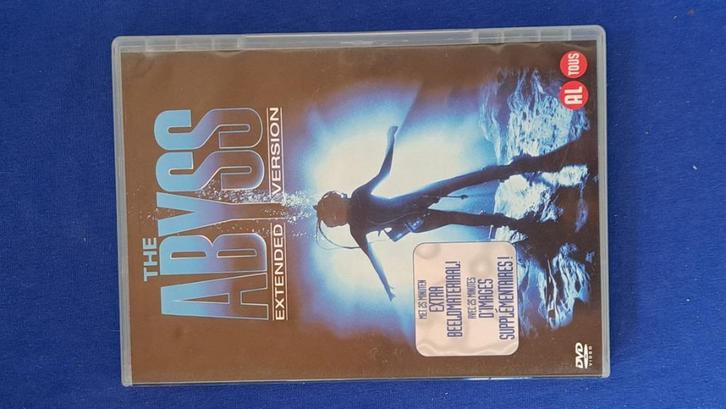 THE
ABYSS
EXTENDED VERSION
AL
TOUS
MET 25 MINUTEN
EXTRA
BEELDMATERIAAL!
AVEC 25 MINUTES
D'IMAGES
SUPPLÉMENTAIRES!
DVD
VIDEO